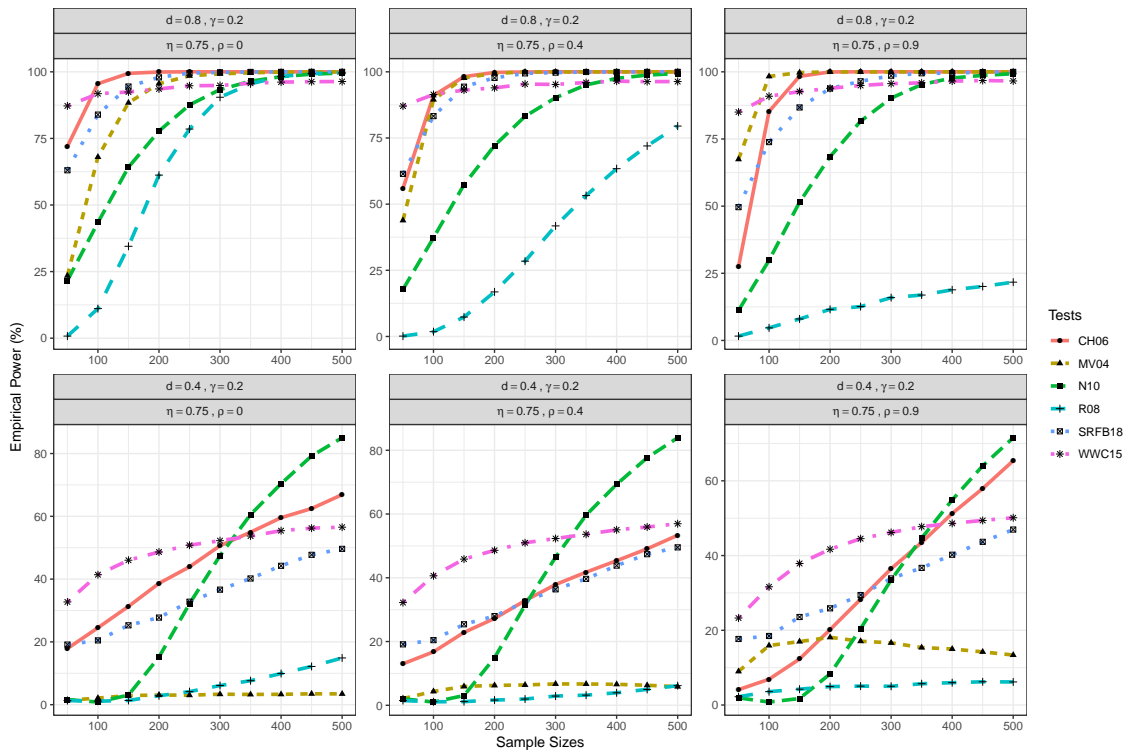 d = 0.8 , γ = 0.2
η = 0.75 , ρ = 0
d = 0.8 , γ = 0.2
η = 0.75 , ρ = 0.4
d = 0.8 , γ = 0.2
η = 0.75 , ρ = 0.9
100
75
50
25
0
100 200 300 400 500
100
75
50
25
0
100 200 300 400 500
100
75
50
25
0
100 200 300 400 500
d = 0.4 , γ = 0.2
η = 0.75 , ρ = 0
d = 0.4 , γ = 0.2
η = 0.75 , ρ = 0.4
d = 0.4 , γ = 0.2
η = 0.75 , ρ = 0.9
80
60
40
20
0
100 200 300 400 500
80
60
40
20
0
100 200 300 400 500
60
40
20
0
100 200 300 400 500
Empirical Power (%)
Sample Sizes
Tests
CH06
MV04
N10
R08
SRFB18
WWC15